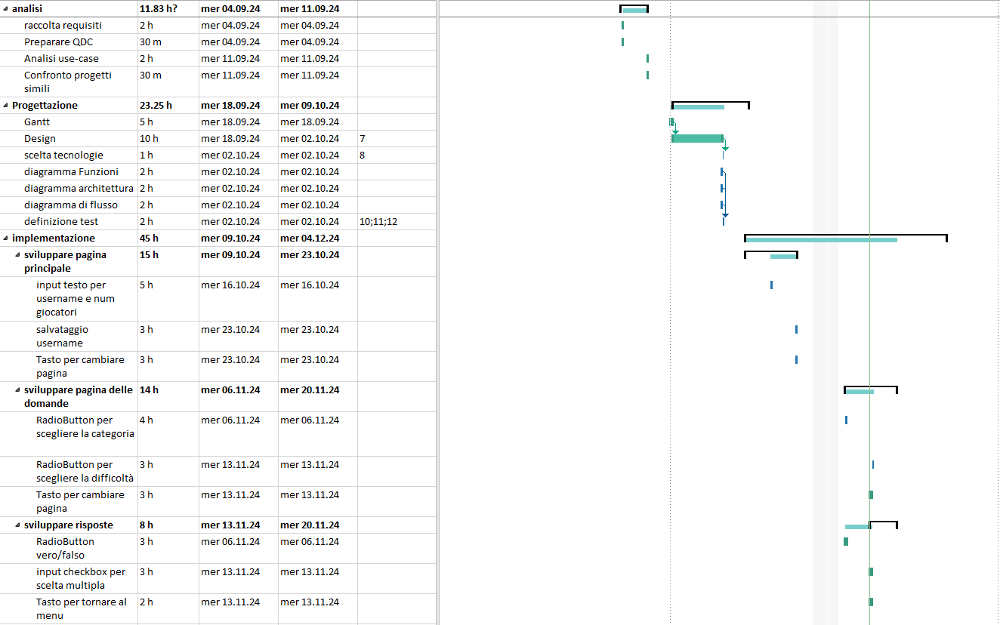 analisi 11.83 h? mer 04.09.24 mer 11.09.24
raccolta requisiti 2 h mer 04.09.24 mer 04.09.24
Preparare QDC 30 m mer 04.09.24 mer 04.09.24
Analisi use-case 2 h mer 11.09.24 mer 11.09.24
Confronto progetti 30 m mer 11.09.24 mer 11.09.24
simili
Progettazione 23.25 h mer 18.09.24 mer 09.10.24
Gantt 5 h mer 18.09.24 mer 18.09.24
Design 10 h mer 18.09.24 mer 02.10.24 7
scelta tecnologie 1 h mer 02.10.24 mer 02.10.24 8
diagramma Funzioni 2 h mer 02.10.24 mer 02.10.24
diagramma architettura 2 h mer 02.10.24 mer 02.10.24
diagramma di flusso 2 h mer 02.10.24 mer 02.10.24
definizione test 2 h mer 02.10.24 mer 02.10.24 10;11;12
implementazione 45 h mer 09.10.24 mer 04.12.24
sviluppare pagina 15 h mer 09.10.24 mer 23.10.24
principale
input testo per 5 h mer 16.10.24 mer 16.10.24
username e num
giocatori
salvataggio 3 h mer 23.10.24 mer 23.10.24
username
Tasto per cambiare 3 h mer 23.10.24 mer 23.10.24
pagina
sviluppare pagina delle 14 h mer 06.11.24 mer 20.11.24
domande
RadioButton per 4 h mer 06.11.24 mer 06.11.24
scegliere la categoria
RadioButton per 3 h mer 13.11.24 mer 13.11.24
scegliere la difficoltà
Tasto per cambiare 3 h mer 13.11.24 mer 13.11.24
pagina
sviluppare risposte 8 h mer 13.11.24 mer 20.11.24
RadioButton 3 h mer 06.11.24 mer 06.11.24
vero/falso
input checkbox per 3 h mer 13.11.24 mer 13.11.24
scelta multipla
Tasto per tornare al 2 h mer 13.11.24 mer 13.11.24
menu